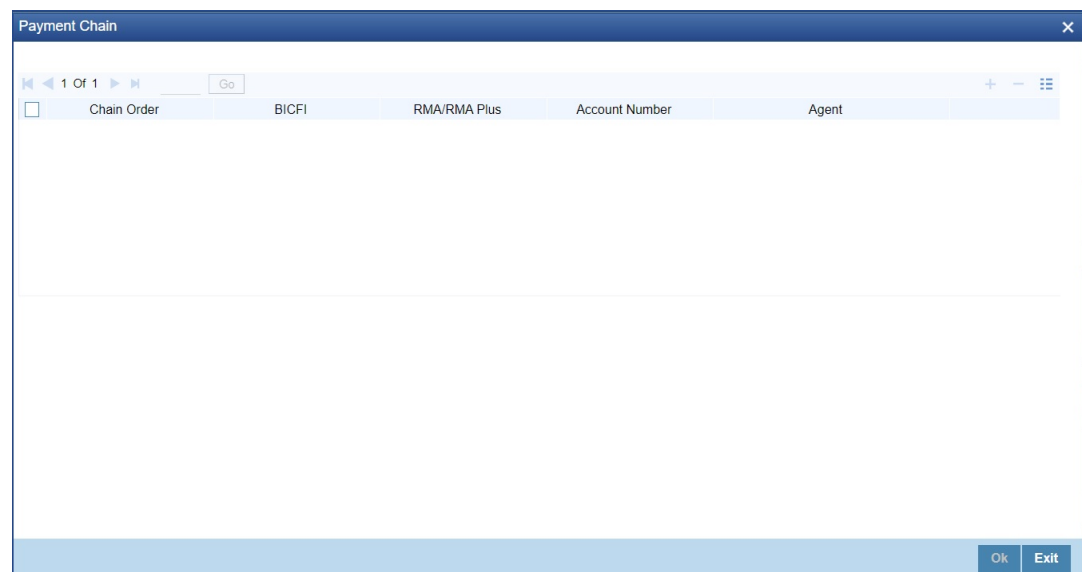 Payment Chain
1 Of 1 Go
Chain Order BICFI RMA/RMA Plus Account Number Agent
Ok Exit